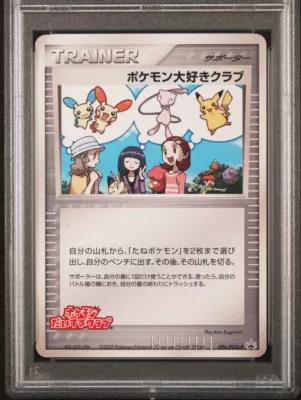 TRAINER
サポーター
ポケモン大好きクラブ
自分の山札から、「たねポケモン」を2枚まで選び
出し、自分のベンチに出す。その後、その山札を切る。
サポーターは、自分の番に1回だけ使うことができる。使ったら、自分の
バトル場の横におき、自分の番の終わりにトラッシュする。
Illus. Ken Sugimori
ポケモン
だいすきクラブ